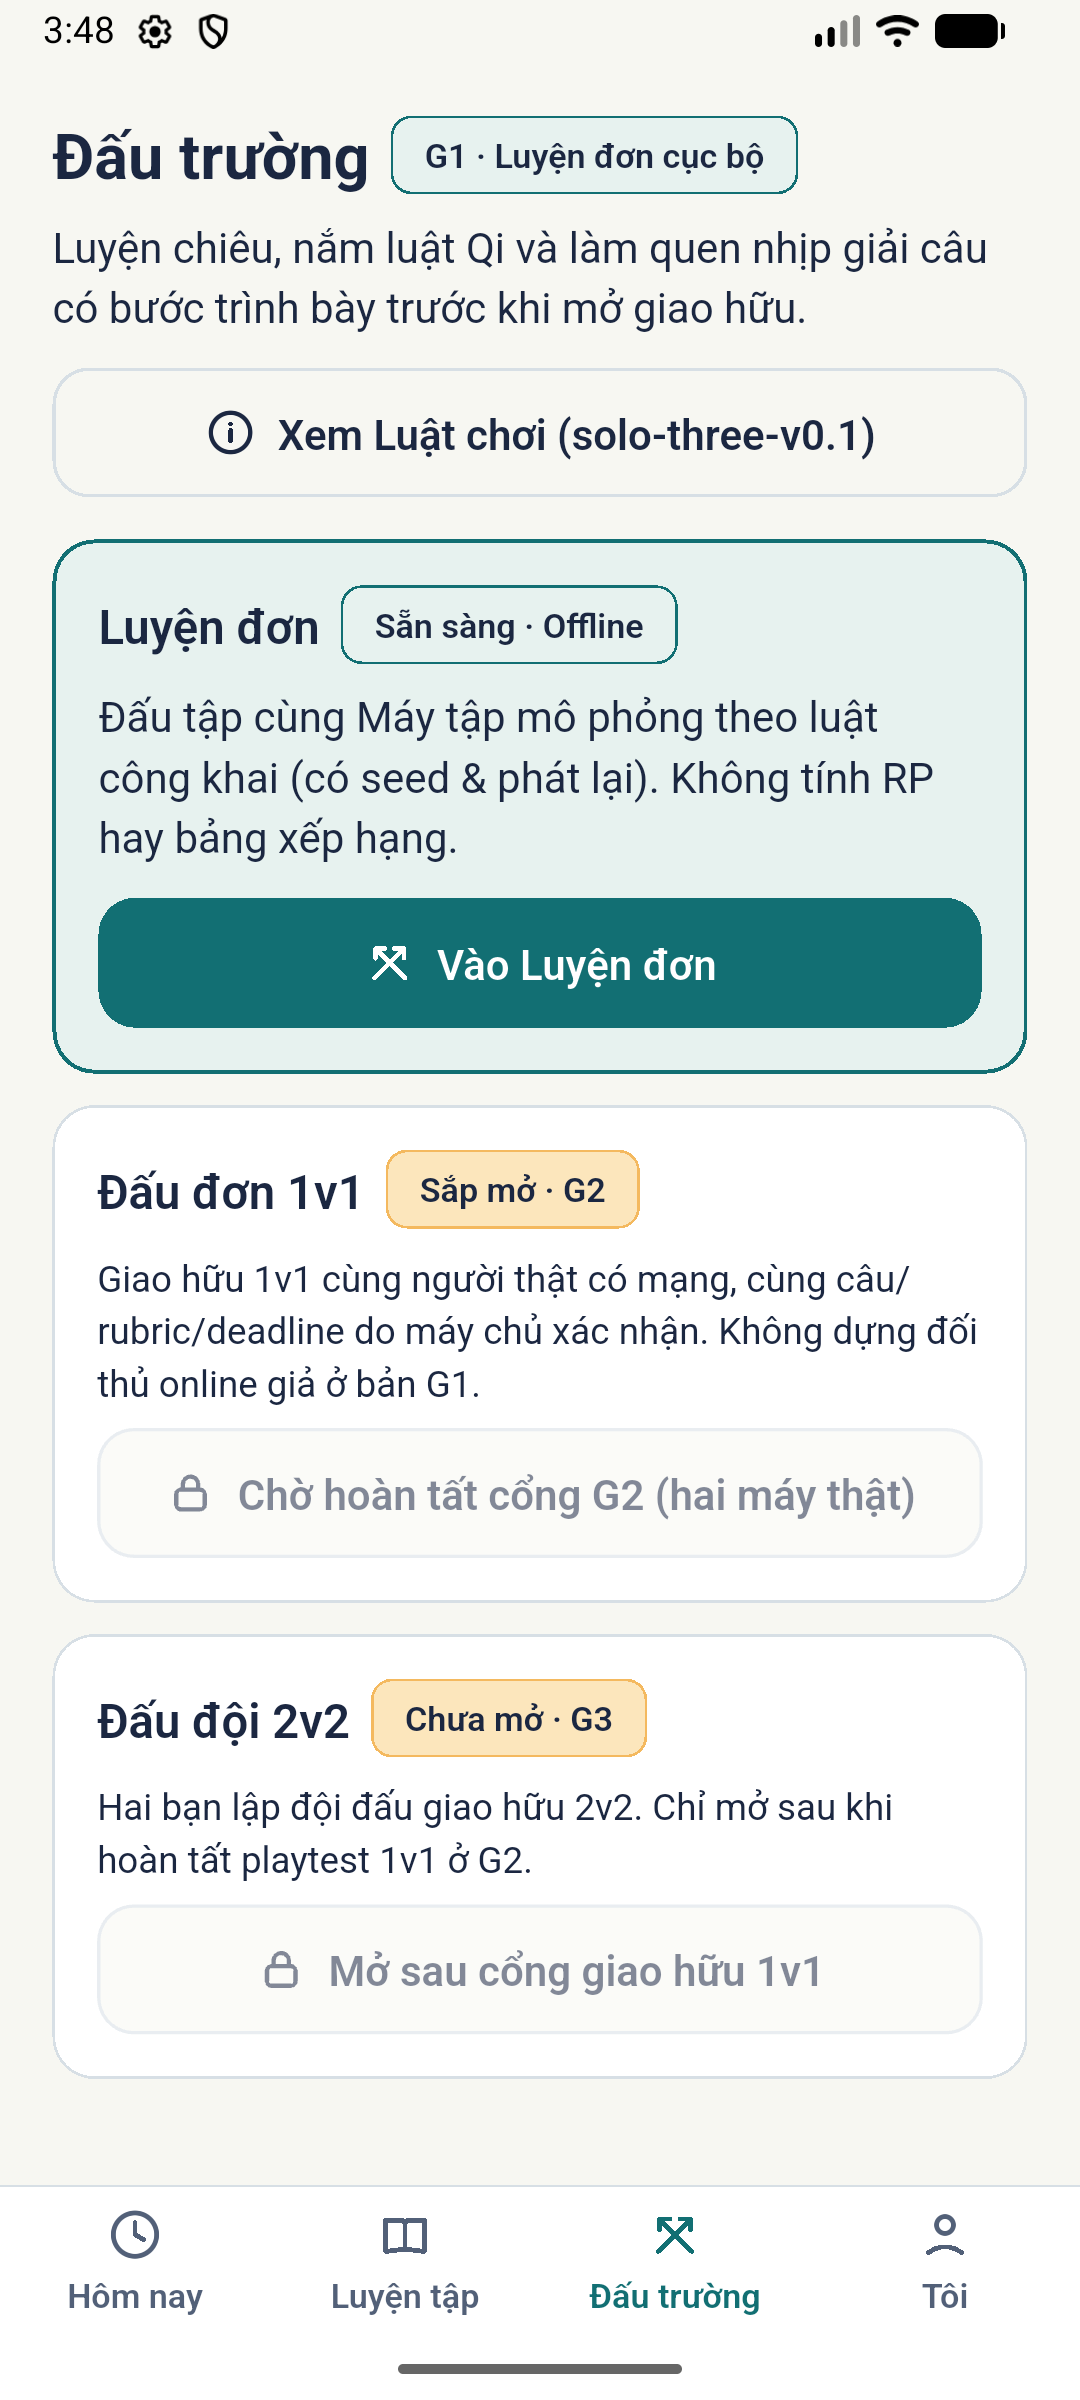 3:48
Đấu trường
G1 · Luyện đơn cục bộ
Luyện chiêu, nắm luật Qi và làm quen nhịp giải câu
có bước trình bày trước khi mở giao hữu.
Xem Luật chơi (solo-three-v0.1)
Luyện đơn
Sẵn sàng · Offline
Đấu tập cùng Máy tập mô phỏng theo luật
công khai (có seed & phát lại). Không tính RP
hay bảng xếp hạng.
Vào Luyện đơn
Đấu đơn 1v1
Sắp mở · G2
Giao hữu 1v1 cùng người thật có mạng, cùng câu/
rubric/deadline do máy chủ xác nhận. Không dựng đối
thủ online giả ở bản G1.
Chờ hoàn tất cổng G2 (hai máy thật)
Đấu đội 2v2
Chưa mở · G3
Hai bạn lập đội đấu giao hữu 2v2. Chỉ mở sau khi
hoàn tất playtest 1v1 ở G2.
Mở sau cổng giao hữu 1v1
Hôm nay
Luyện tập
Đấu trường
Tôi